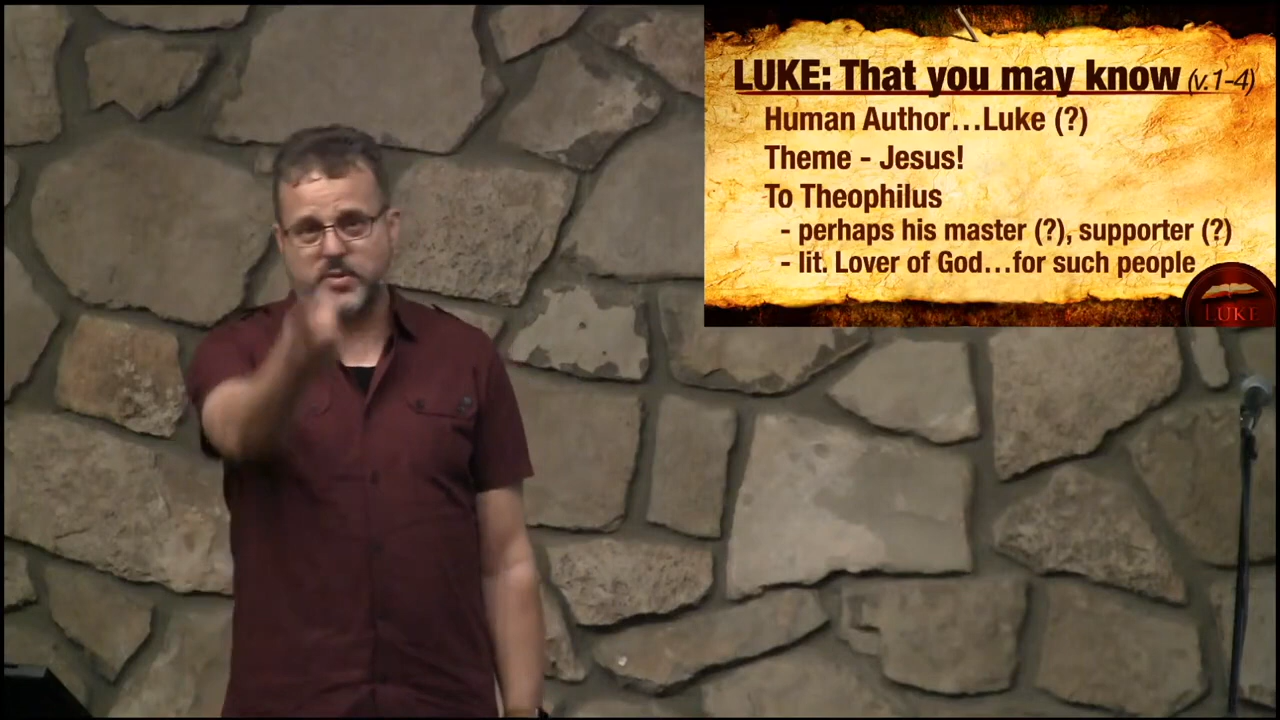 LUKE: That you may know (v.1-4)
Human Author...Luke (?)
Theme - Jesus!
To Theophilus
- perhaps his master (?), supporter (?)
- lit. Lover of God...for such people
LUKE